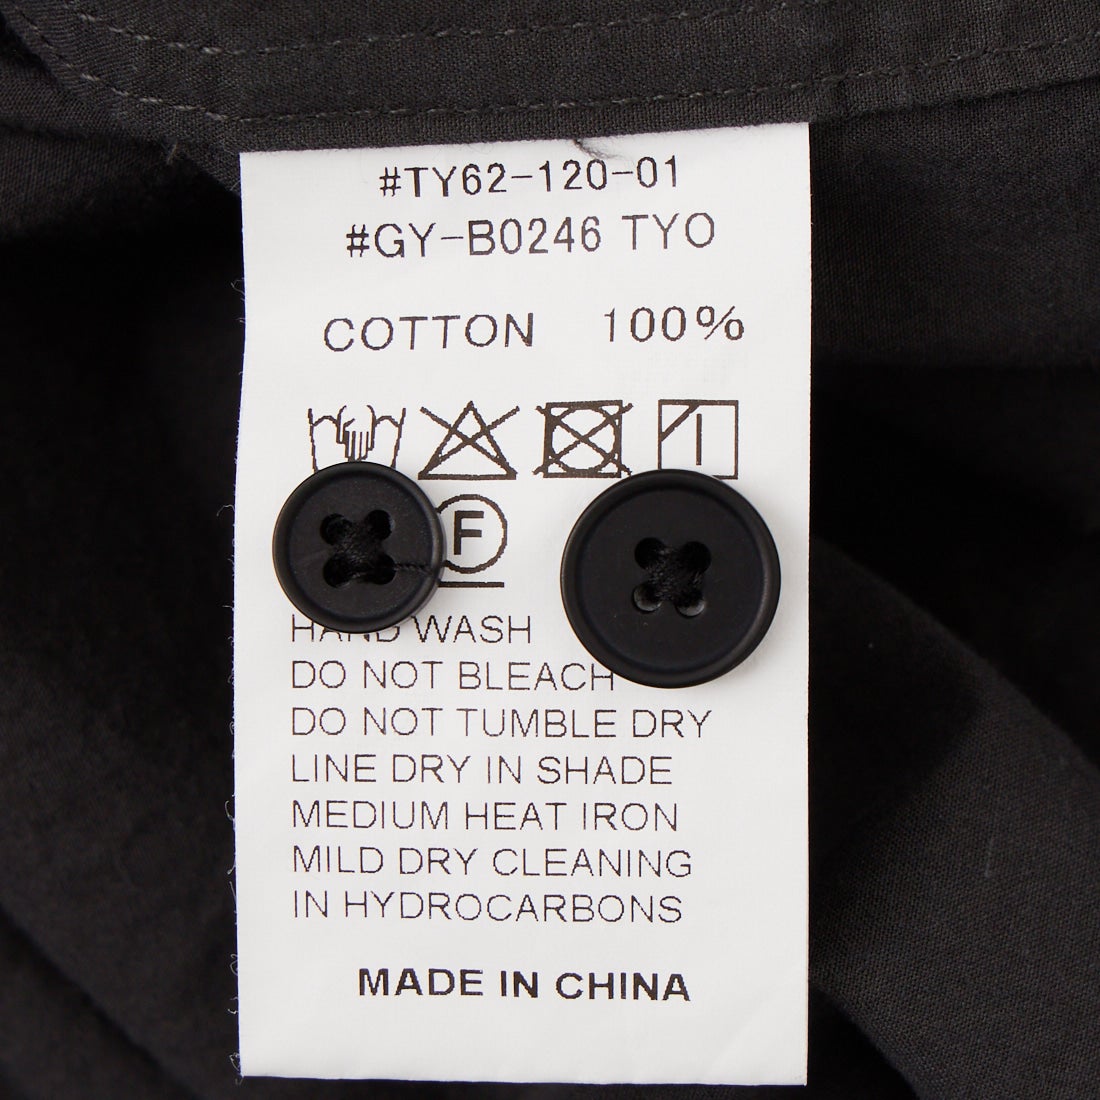 #TY62-120-01
#GY-B0246 TYO
COTTON 100%
F
HAND WASH
DO NOT BLEACH
DO NOT TUMBLE DRY
LINE DRY IN SHADE
MEDIUM HEAT IRON
MILD DRY CLEANING
IN HYDROCARBONS
MADE IN CHINA